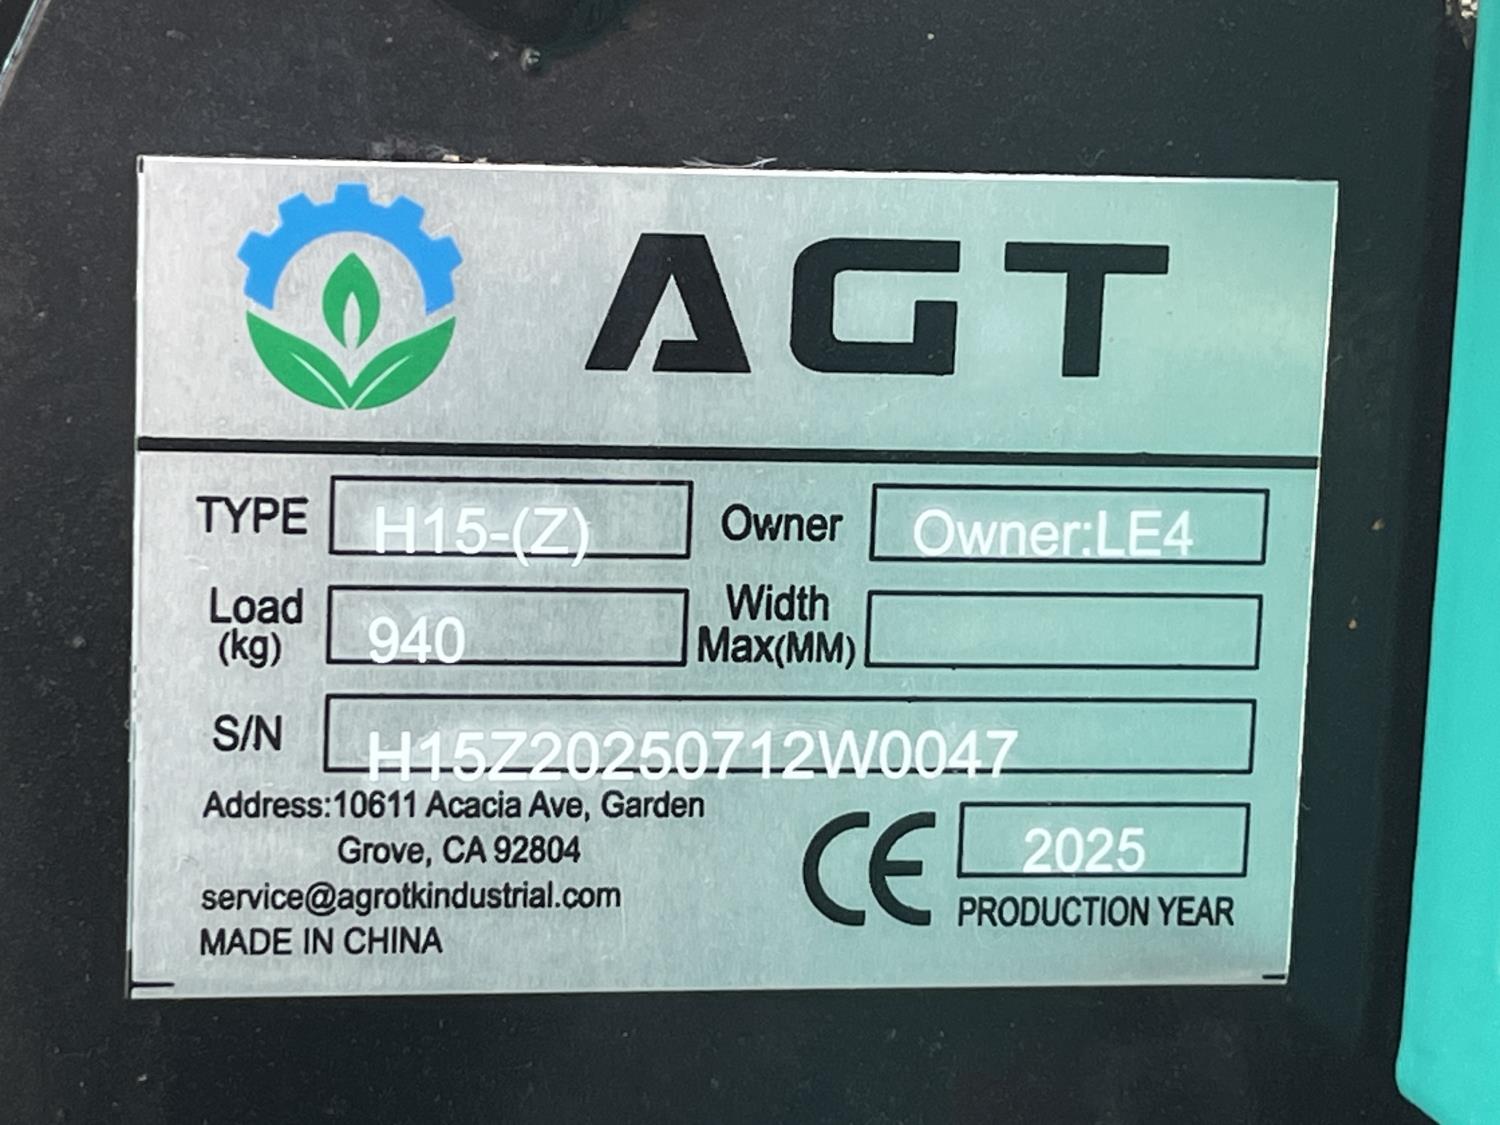 AGT
TYPE H15-(Z) Owner Owner:LE4
Load (kg) 940 Width Max(MM)
S/N H15Z20250712W0047
Address:10611 Acacia Ave, Garden
Grove, CA 92804
service@agrotkindustrial.com
MADE IN CHINA
CE 2025
PRODUCTION YEAR